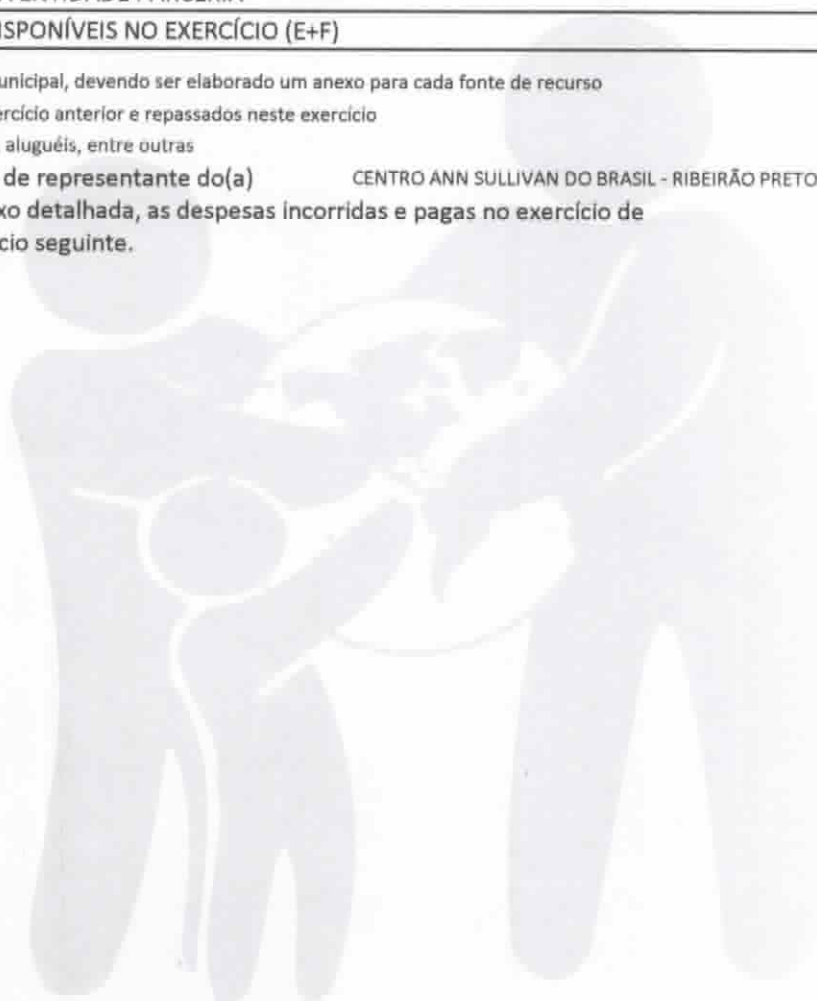 ISPONÍVEIS NO EXERCÍCIO (E+F)
unicipal, devendo ser elaborado um anexo para cada fonte de recurso
ercício anterior e repassados neste exercício
aluguéis, entre outras
de representante do(a) CENTRO ANN SULLIVAN DO BRASIL - RIBEIRÃO PRETO
xo detalhada, as despesas incorridas e pagas no exercício de
cio seguinte.